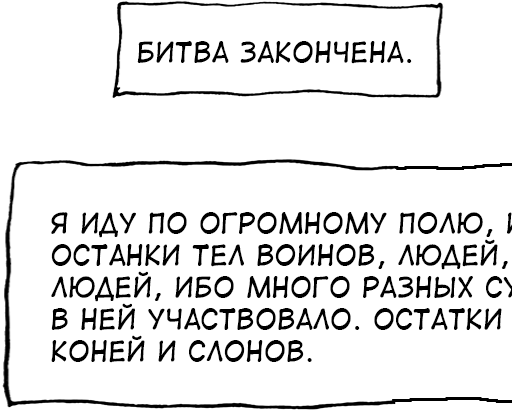 БИТВА ЗАКОНЧЕНА.
Я ИДУ ПО ОГРОМНОМУ ПОЛЮ,
ОСТАНКИ ТЕЛ ВОИНОВ, ЛЮДЕЙ,
ЛЮДЕЙ, ИБО МНОГО РАЗНЫХ
В НЕЙ УЧАСТВОВАЛО. ОСТАТКИ
КОНЕЙ И СЛОНОВ.